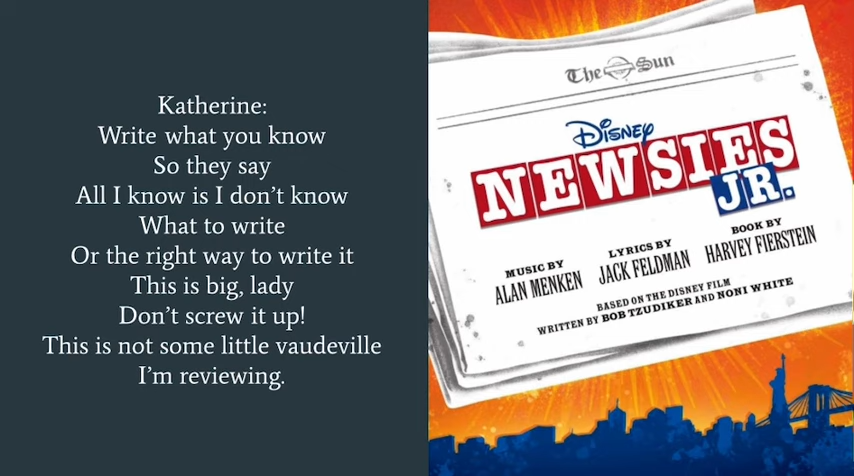 Katherine:
Write what you know
So they say
All I know is I don’t know
What to write
Or the right way to write it
This is big, lady
Don’t screw it up!
This is not some little vaudeville
I’m reviewing.
The Sun
Disney
NEWSIES
JR.
MUSIC BY
ALAN MENKEN
LYRICS BY
JACK FELDMAN
BOOK BY
HARVEY FIERSTEIN
BASED ON THE DISNEY FILM
WRITTEN BY BOB TZUDIKER AND NONI WHITE